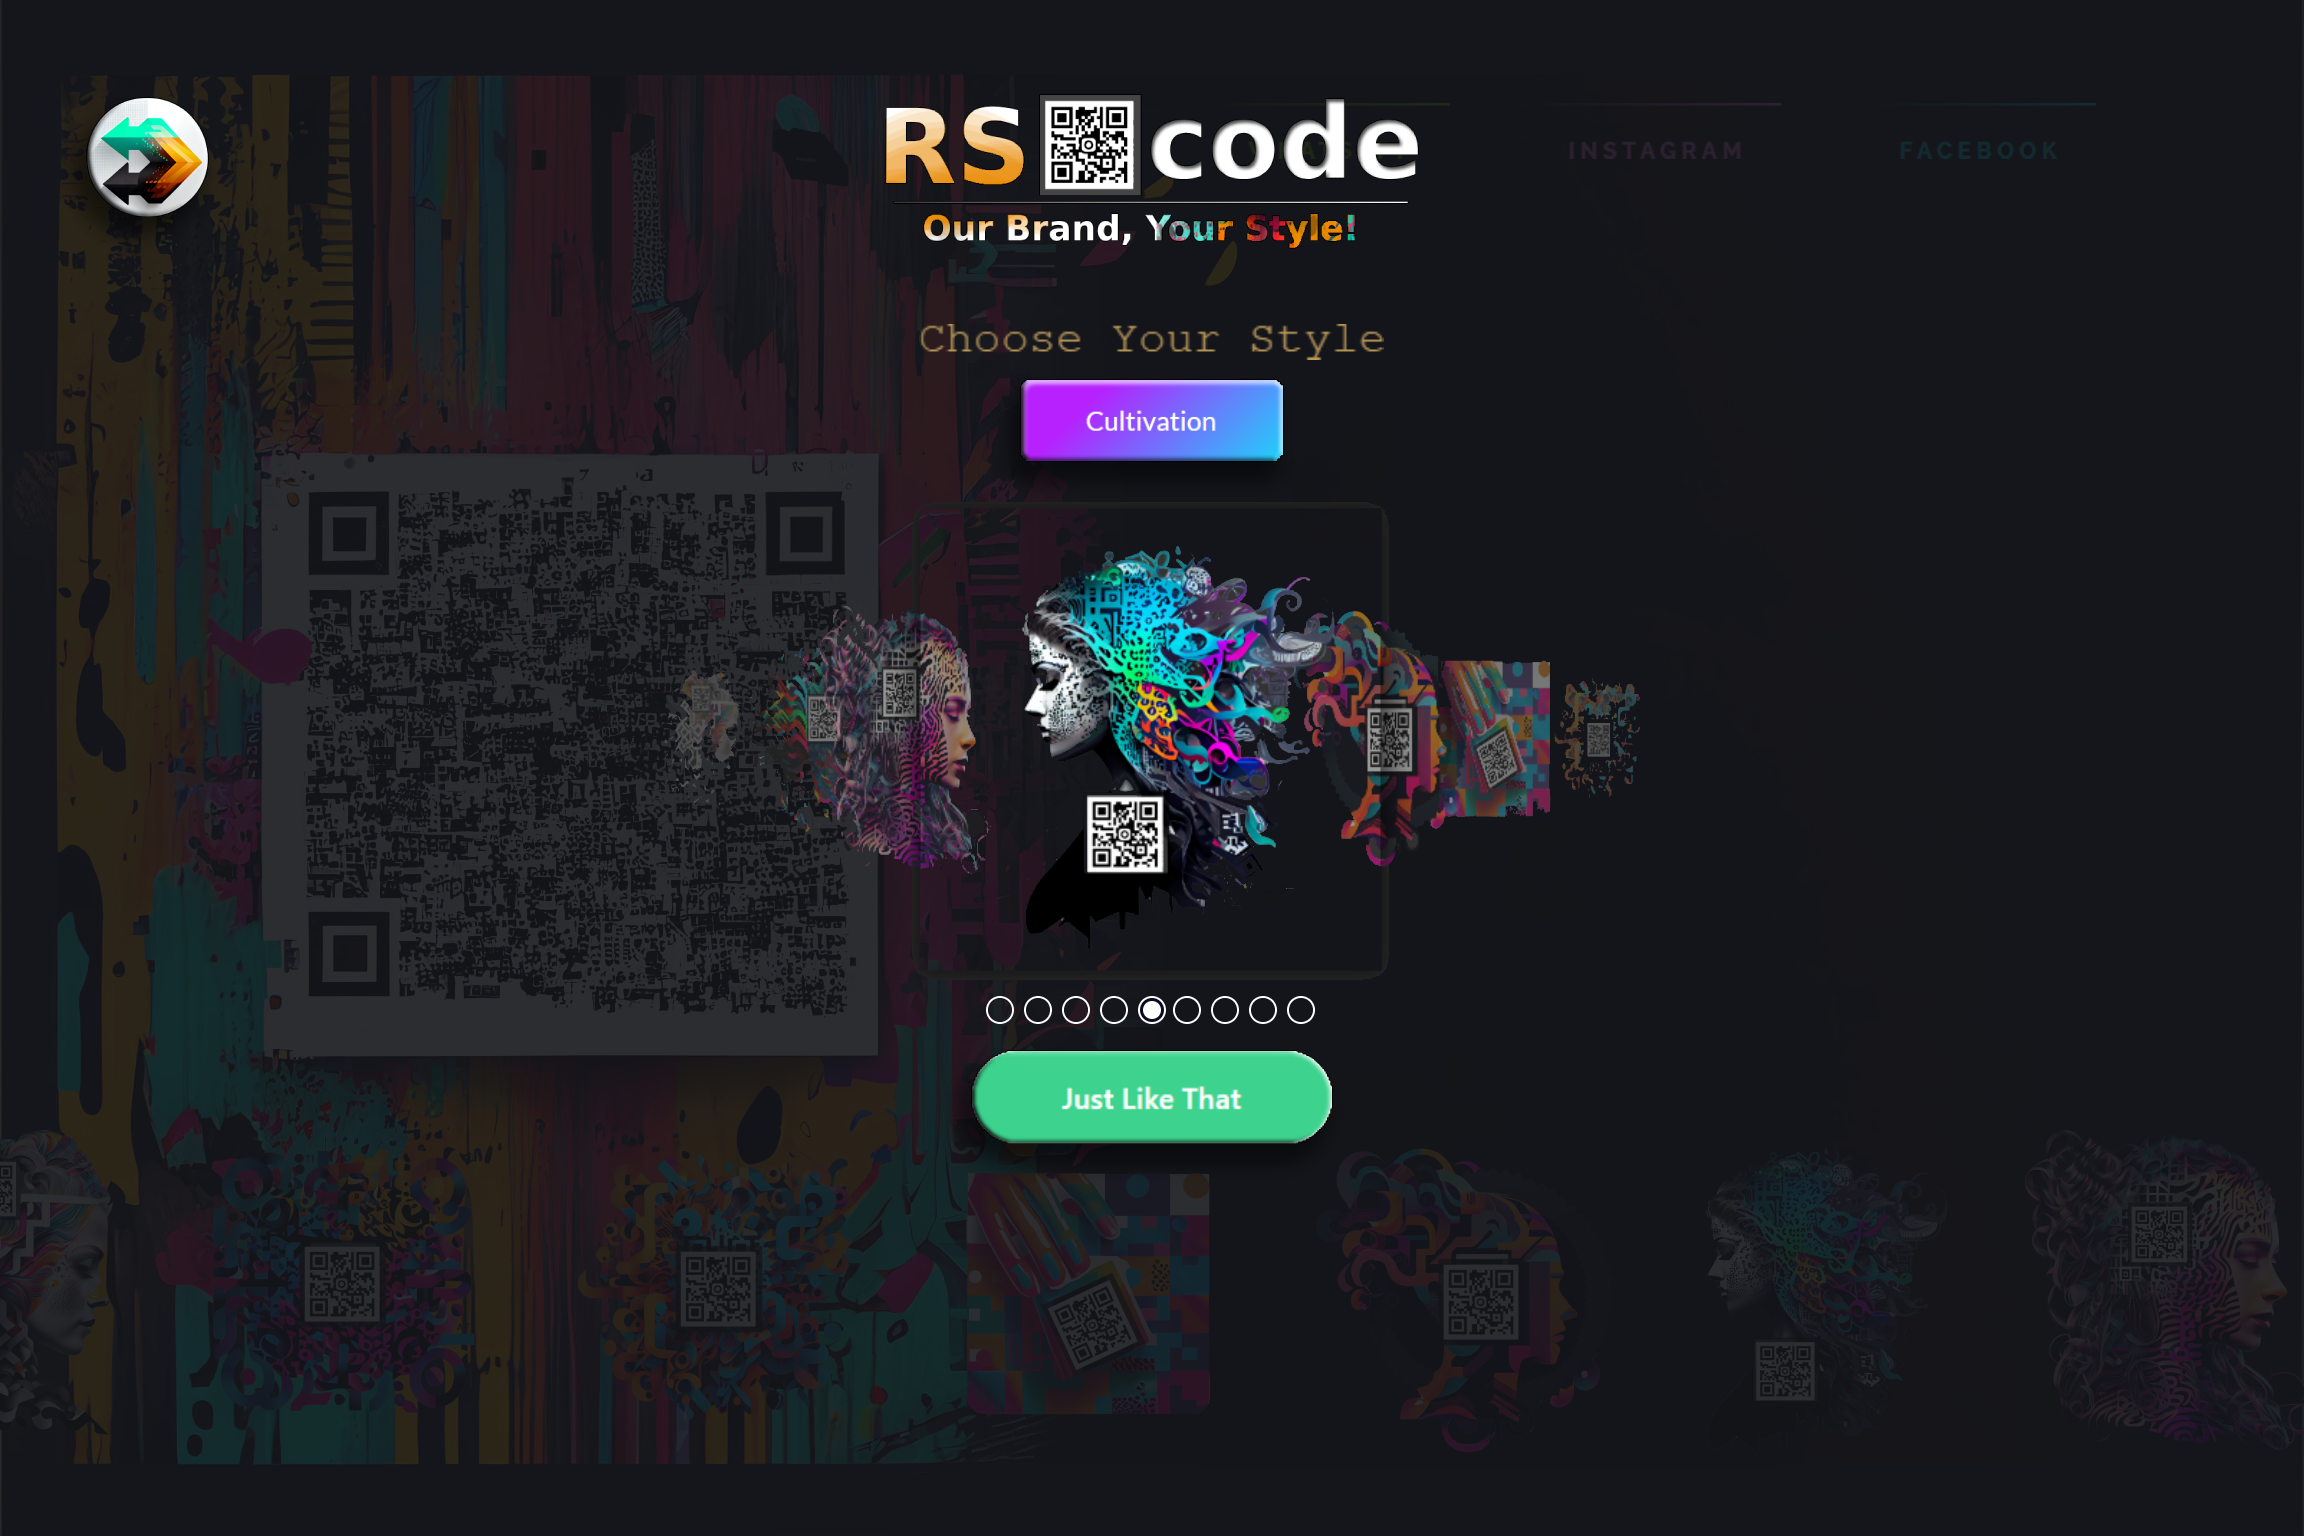 RS code
INSTAGRAM
FACEBOOK
Our Brand, Your Style!
Choose Your Style
Cultivation
Just Like That